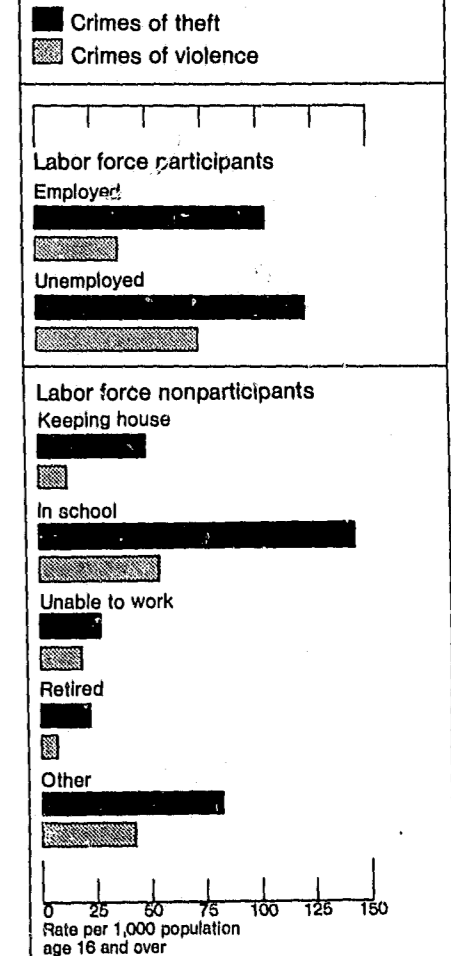 Crimes of theft
Crimes of violence
Labor force participants
Employed
Unemployed
Labor force nonparticipants
Keeping house
In school
Unable to work
Retired
Other
0 25 50 75 100 125 150
Rate per 1,000 population
age 16 and over